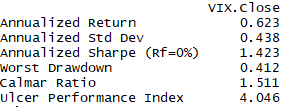 VIX.Close
Annualized Return 0.623
Annualized Std Dev 0.438
Annualized Sharpe (Rf=0%) 1.423
Worst Drawdown 0.412
Calmar Ratio 1.511
Ulcer Performance Index 4.046